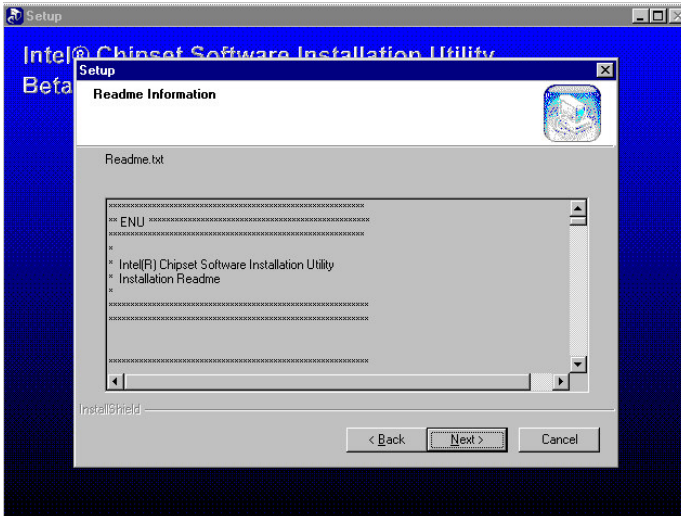 Setup
Intel® Chipset Software Installation Utility
Beta
Setup
Readme Information
Readme.txt
******************************************************************
** ENU *********************************************************
******************************************************************
*
* Intel(R) Chipset Software Installation Utility
* Installation Readme
*
*******************************************************************
*******************************************************************
*******************************************************************
InstallShield
< Back
Next >
Cancel